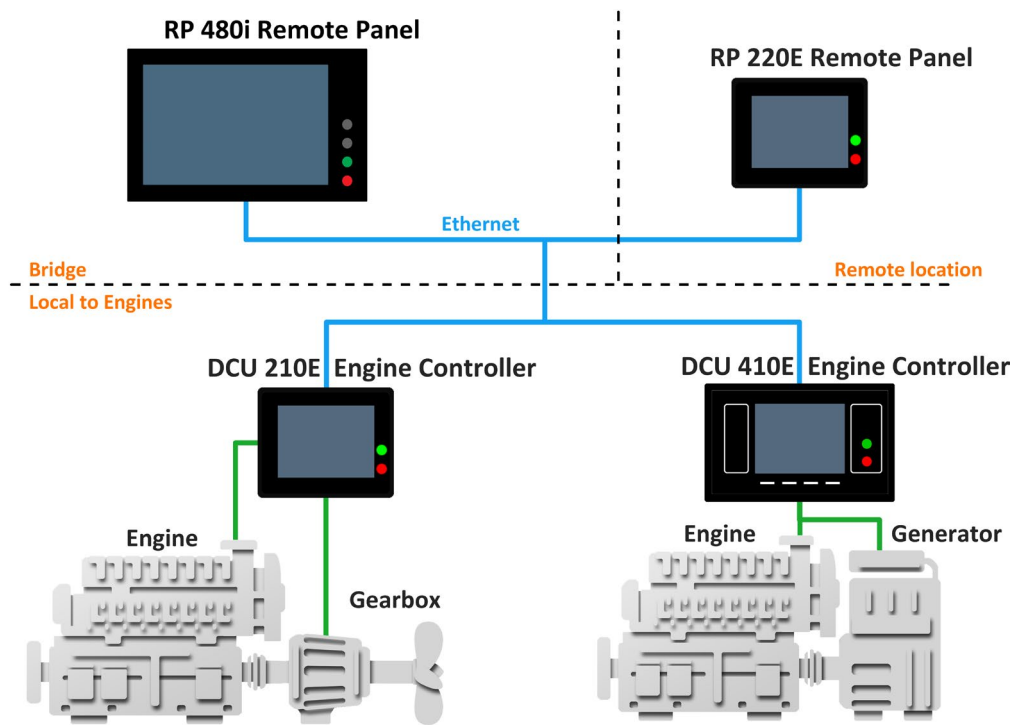 RP 480i Remote Panel
RP 220E Remote Panel
Ethernet
Bridge
Remote location
Local to Engines
DCU 210E Engine Controller
DCU 410E Engine Controller
Engine
Gearbox
Engine
Generator